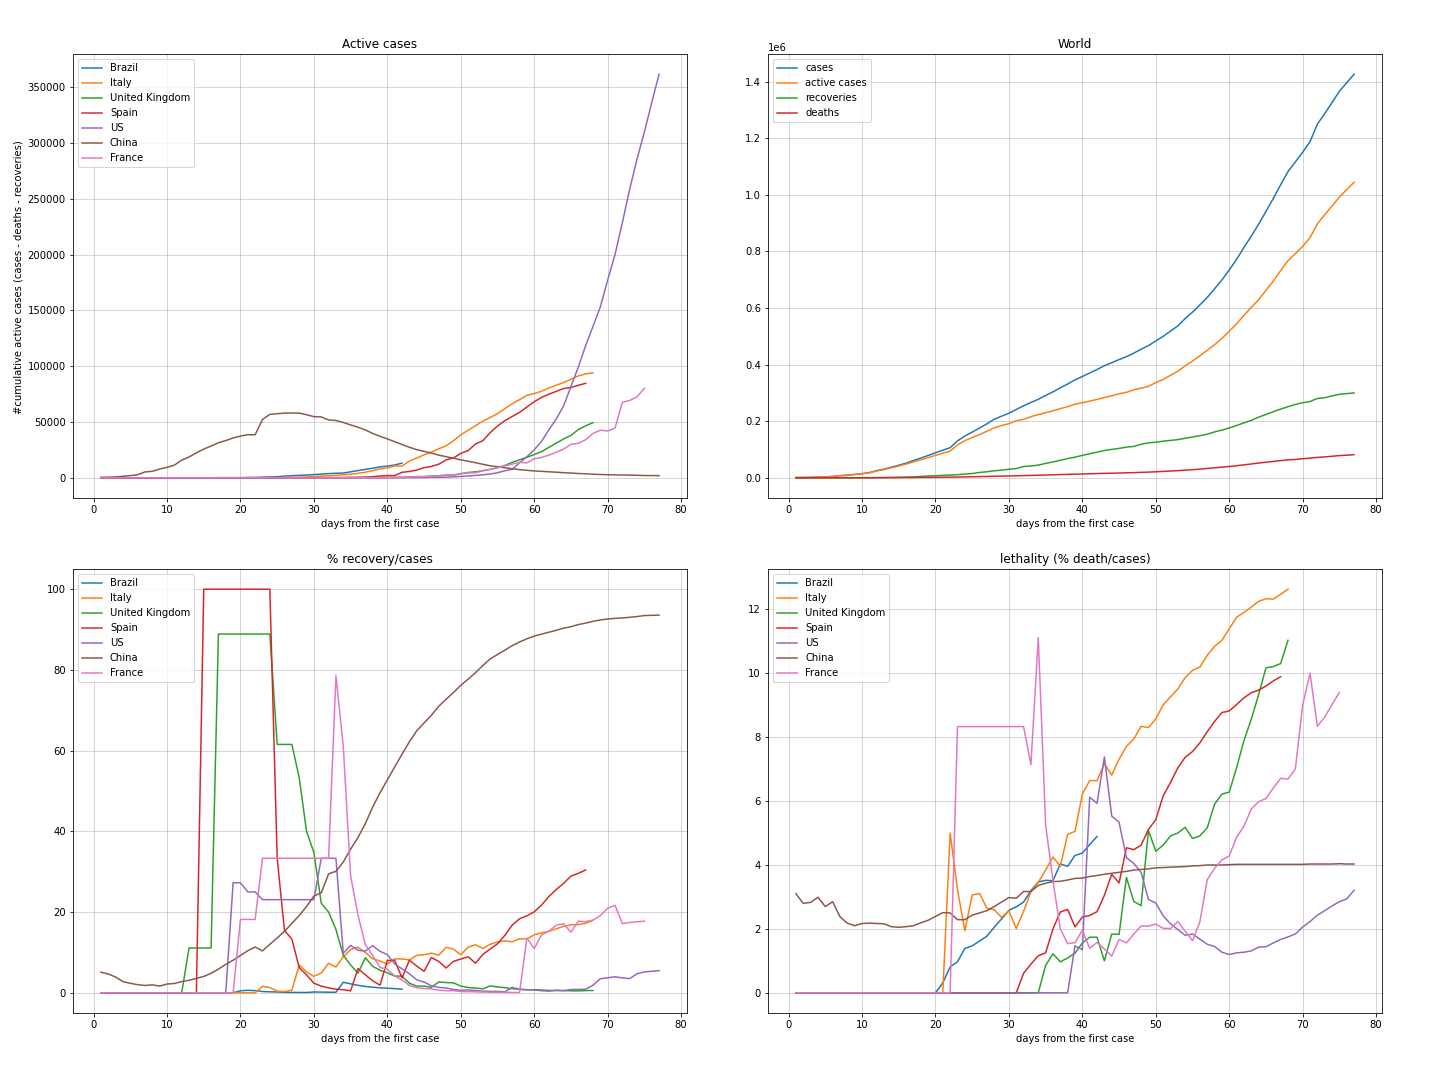 Active cases
#cumulative active cases (cases - deaths - recoveries)
350000
300000
250000
200000
150000
100000
50000
0
Brazil
Italy
United Kingdom
Spain
US
China
France
0 10 20 30 40 50 60 70 80
days from the first case
World
1e6
1.4
1.2
1.0
0.8
0.6
0.4
0.2
0.0
cases
active cases
recoveries
deaths
0 10 20 30 40 50 60 70 80
days from the first case
% recovery/cases
100
80
60
40
20
0
Brazil
Italy
United Kingdom
Spain
US
China
France
0 10 20 30 40 50 60 70 80
days from the first case
lethality (% death/cases)
12
10
8
6
4
2
0
Brazil
Italy
United Kingdom
Spain
US
China
France
0 10 20 30 40 50 60 70 80
days from the first case